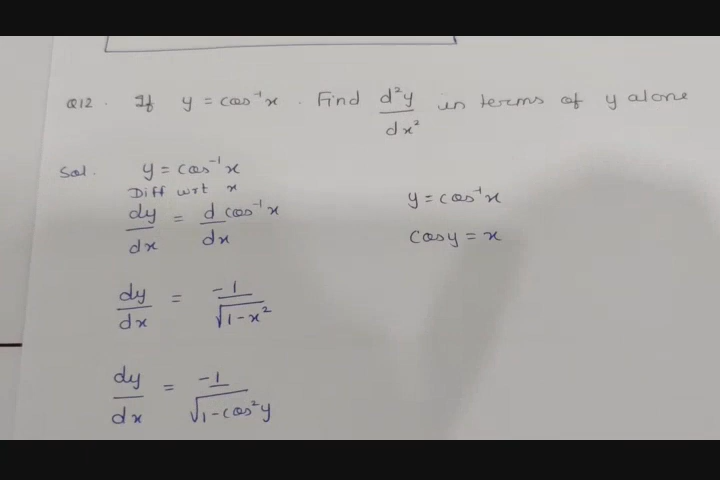 Q12. If y = cos⁻¹x. Find d²y/dx² in terms of y alone
Sol. y = cos⁻¹x
Diff wrt x
dy/dx = d cos⁻¹x/dx
dy/dx = -1/√1-x²
dy/dx = -1/√1-cos²y
y = cos⁻¹x
cosy = x